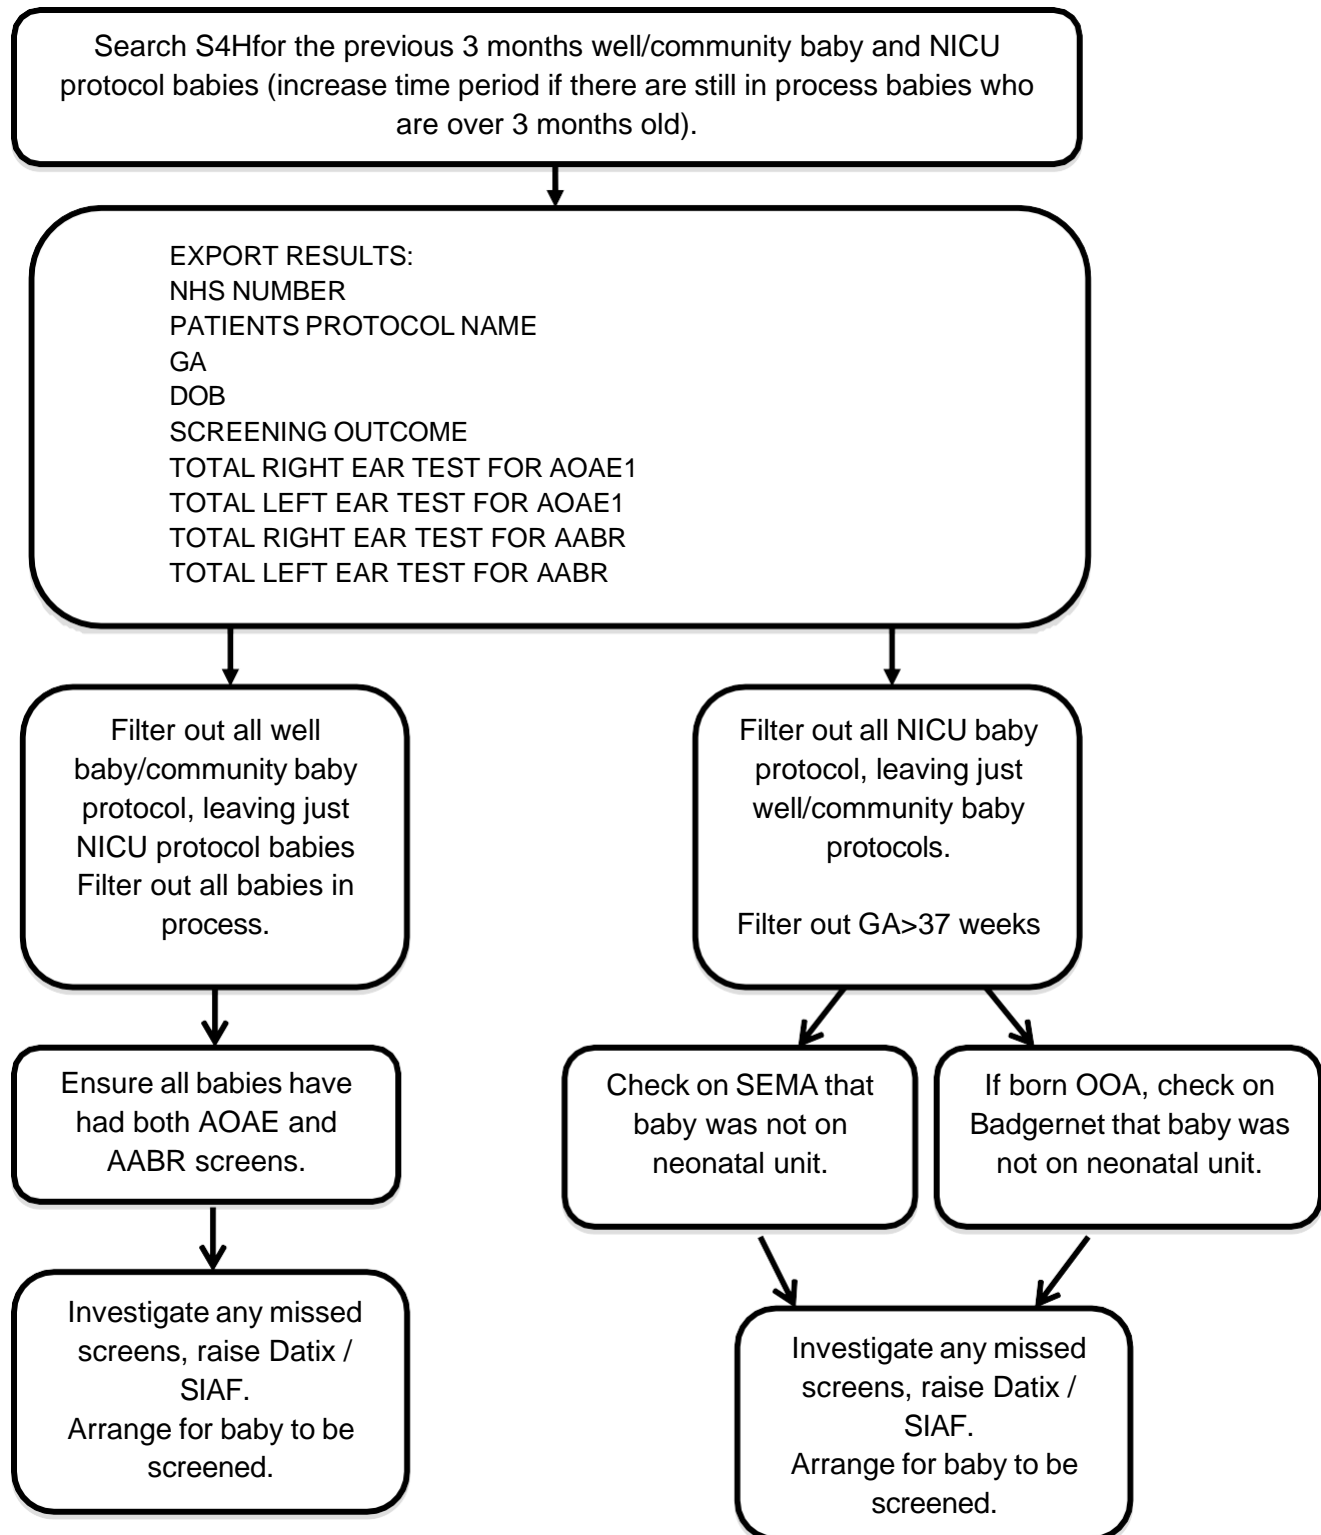 Search S4Hfor the previous 3 months well/community baby and NICU
protocol babies (increase time period if there are still in process babies who
are over 3 months old).
EXPORT RESULTS:
NHS NUMBER
PATIENTS PROTOCOL NAME
GA
DOB
SCREENING OUTCOME
TOTAL RIGHT EAR TEST FOR AOAE1
TOTAL LEFT EAR TEST FOR AOAE1
TOTAL RIGHT EAR TEST FOR AABR
TOTAL LEFT EAR TEST FOR AABR
Filter out all well
baby/community baby
protocol, leaving just
NICU protocol babies
Filter out all babies in
process.
Filter out all NICU baby
protocol, leaving just
well/community baby
protocols.
Filter out GA>37 weeks
Ensure all babies have
had both AOAE and
AABR screens.
Check on SEMA that
baby was not on
neonatal unit.
If born OOA, check on
Badgernet that baby was
not on neonatal unit.
Investigate any missed
screens, raise Datix /
SIAF.
Arrange for baby to be
screened.
Investigate any missed
screens, raise Datix /
SIAF.
Arrange for baby to be
screened.